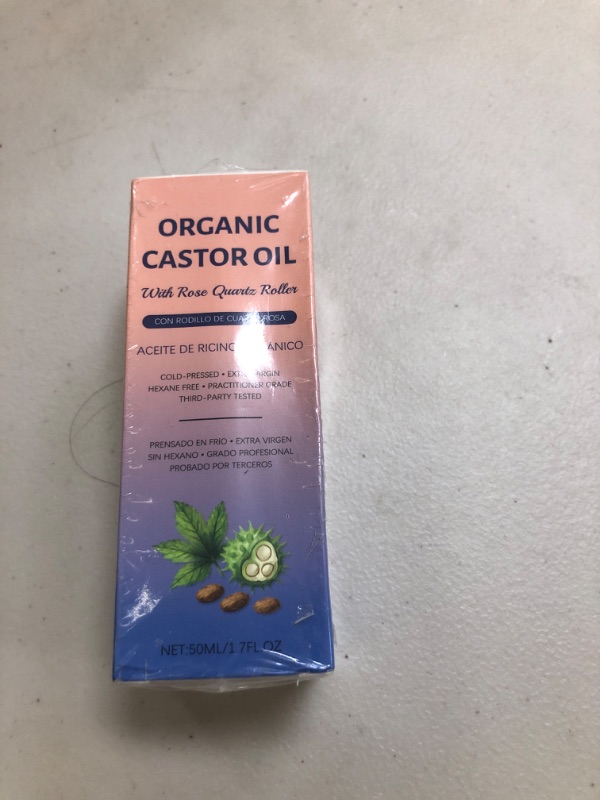 ORGANIC
CASTOR OIL
With Rose Quartz Roller
CON RODILLO DE ROSA
ACEITE DE
COLD-PRESSED •
HEXANE FREE • PRACTITIONER GRADE
THIRD-PARTY TESTED
PRENSADO EN FRÍO • EXTRA VIRGEN
SIN HEXANO • GRADO PROFESIONAL
PROBADO POR TERCEROS
NET:50ML/1 7FL OZ